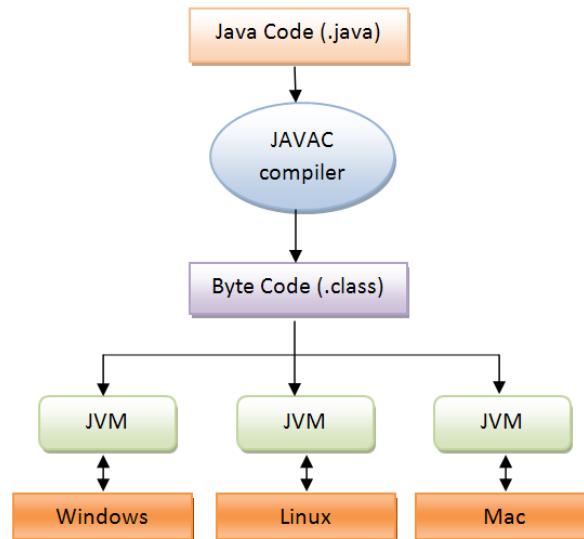 Java Code (.java)
JAVAC
compiler
Byte Code (.class)
JVM
JVM
JVM
Windows
Linux
Mac